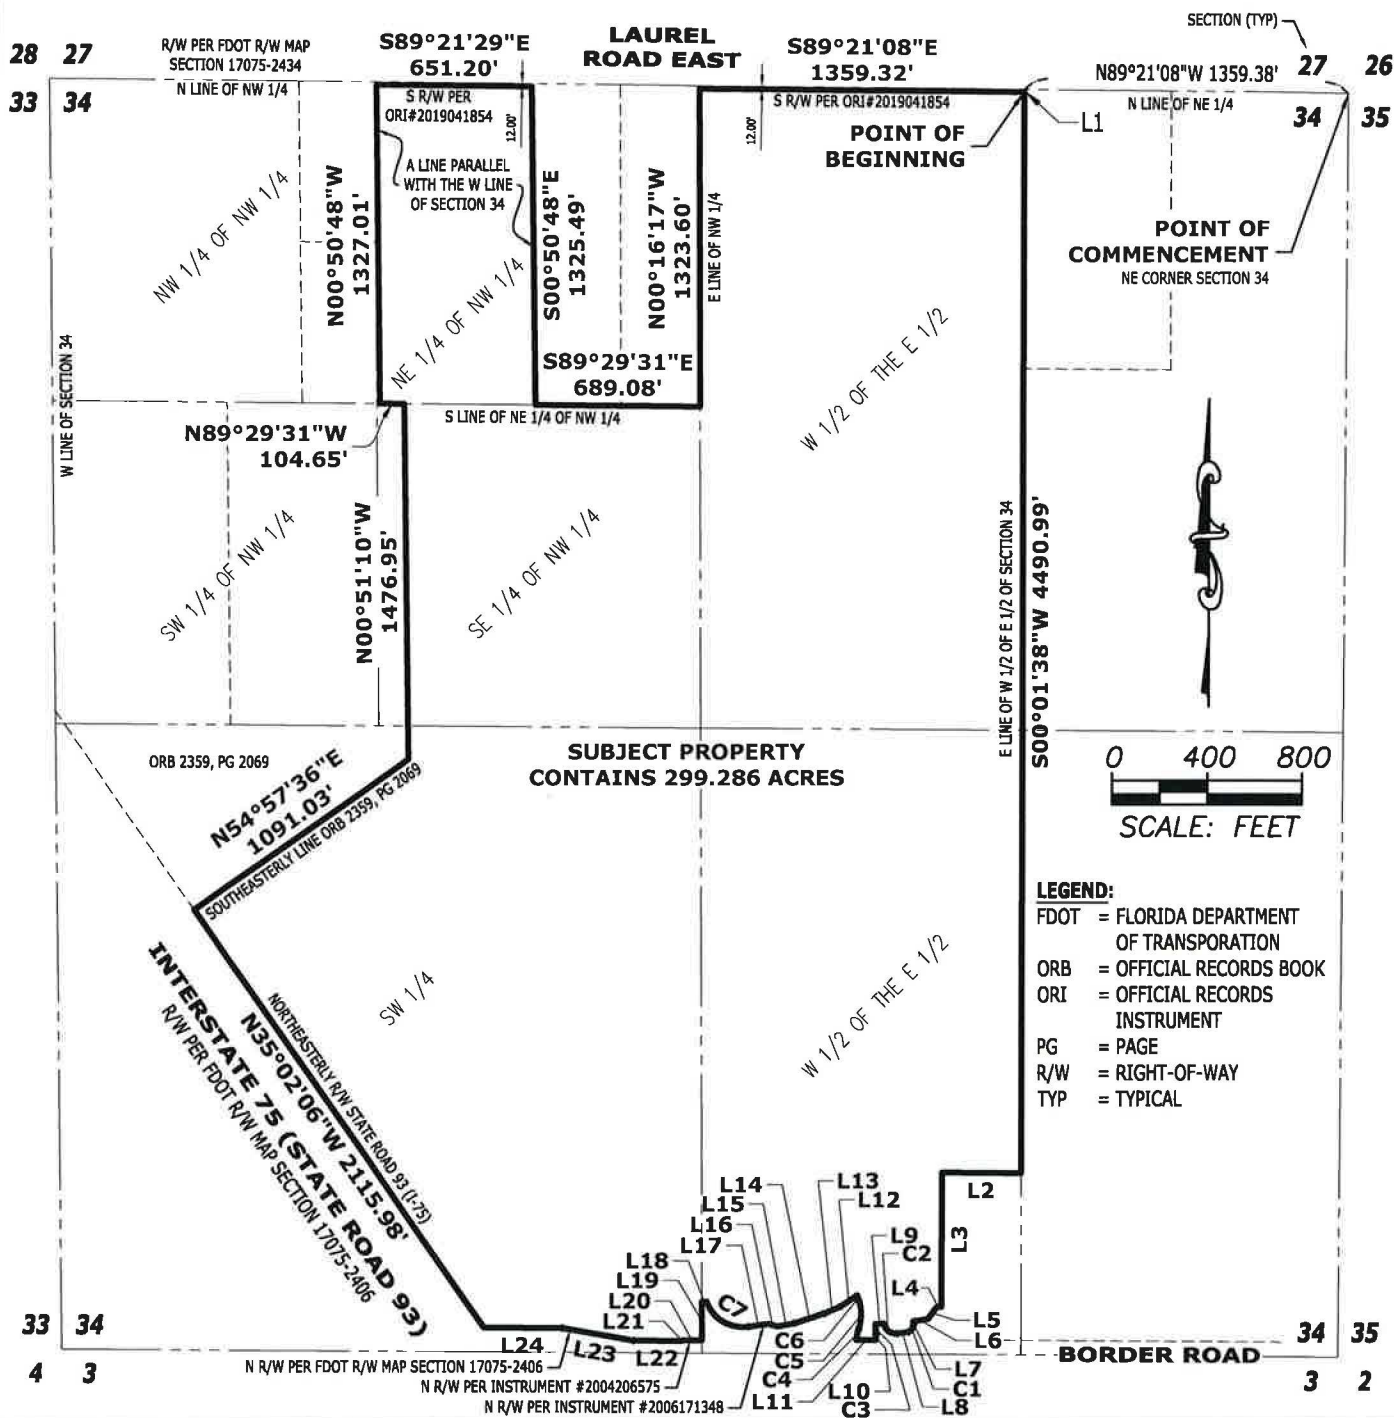 SECTION (TYP)
28 27
R/W PER FDOT R/W MAP
SECTION 17075-2434
N LINE OF NW 1/4
33 34
S89°21'29"E
651.20'
LAUREL
ROAD EAST
S89°21'08"E
1359.32'
N89°21'08"W 1359.38'
27 26
34 35
N LINE OF NE 1/4
S R/W PER
ORI#2019041854
12.00'
S R/W PER ORI#2019041854
12.00'
L1
POINT OF
BEGINNING
A LINE PARALLEL
WITH THE W LINE
OF SECTION 34
NW 1/4 OF NW 1/4
N00°50'48"W
1327.01'
NE 1/4 OF NW 1/4
S00°50'48"E
1325.49'
N00°16'17"W
1323.60'
E LINE OF NW 1/4
POINT OF
COMMENCEMENT
NE CORNER SECTION 34
W LINE OF SECTION 34
S89°29'31"E
689.08'
W 1/2 OF THE E 1/2
S LINE OF NE 1/4 OF NW 1/4
N89°29'31"W
104.65'
SW 1/4 OF NW 1/4
N00°51'10"W
1476.95'
SE 1/4 OF NW 1/4
E LINE OF W 1/2 OF E 1/2 OF SECTION 34
S00°01'38"W 4490.99'
ORB 2359, PG 2069
SUBJECT PROPERTY
CONTAINS 299.286 ACRES
0 400 800
SCALE: FEET
N54°57'36"E
1091.03'
SOUTHEASTERLY LINE ORB 2359, PG 2069
LEGEND:
FDOT = FLORIDA DEPARTMENT
OF TRANSPORATION
ORB = OFFICIAL RECORDS BOOK
ORI = OFFICIAL RECORDS
INSTRUMENT
PG = PAGE
R/W = RIGHT-OF-WAY
TYP = TYPICAL
SW 1/4
W 1/2 OF THE E 1/2
NORTHEASTERLY R/W STATE ROAD 93 (I-75)
N35°02'06"W 2115.98'
INTERSTATE 75 (STATE ROAD 93)
R/W PER FDOT R/W MAP SECTION 17075-2406
L2
L3
L14
L15
L16
L17
L13
L12
L18
L19
L20
L21
C7
L9
C2
L4
L5
L6
33 34
4 3
L24
L23
L22
C6
C5
C4
L11
L10
C3
L7
C1
L8
BORDER ROAD
34 35
3 2
N R/W PER FDOT R/W MAP SECTION 17075-2406
N R/W PER INSTRUMENT #2004206575
N R/W PER INSTRUMENT #2006171348